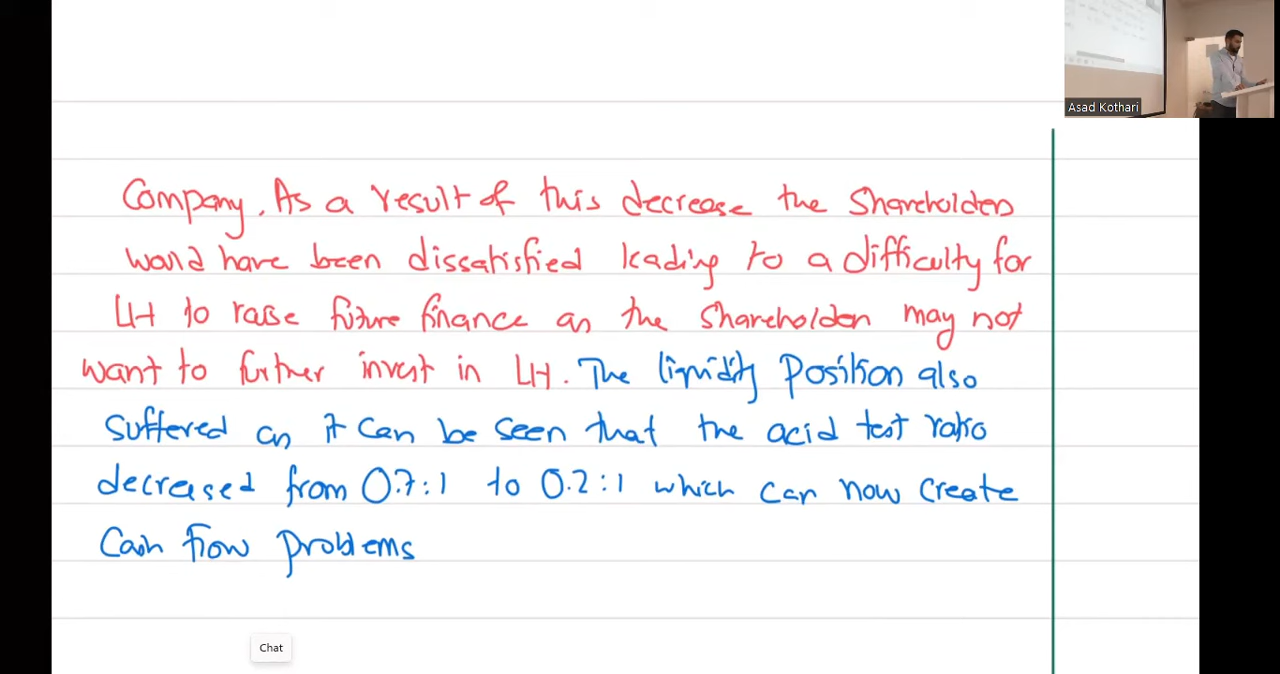 Asad Kothari
Company. As a result of this decrease the Shareholders
would have been dissatisfied leading to a difficulty for
LH to raise future finance as the shareholders may not
want to further invest in LH. The liquidity Position also
suffered as it can be seen that the acid test ratio
decreased from 0.7:1 to 0.2:1 which can now create
Cash flow problems
Chat